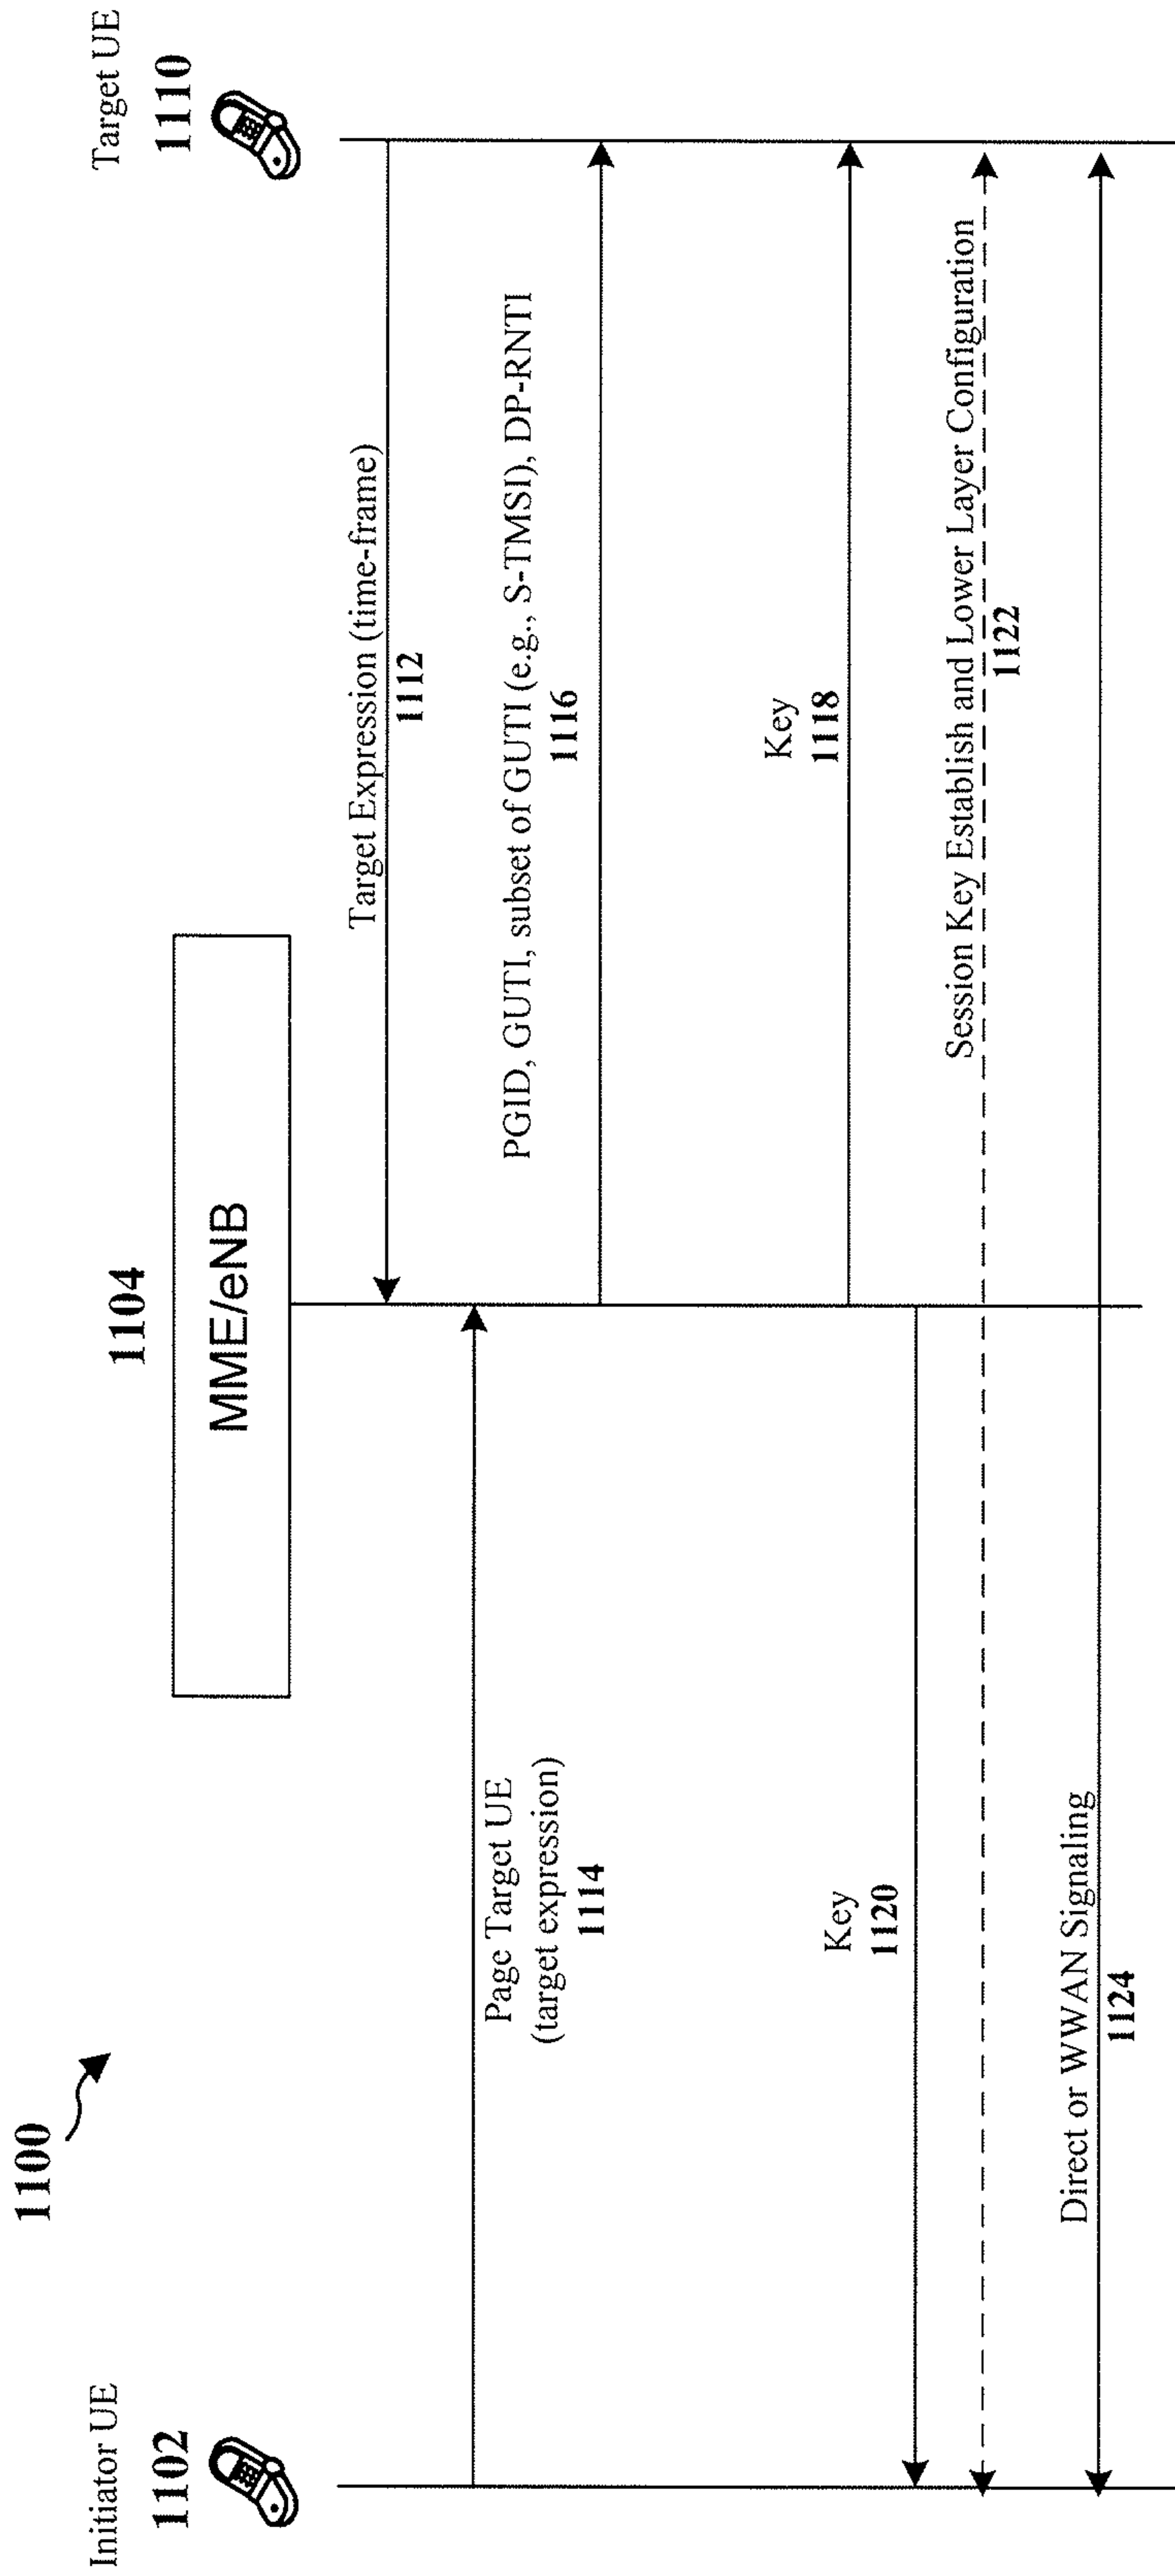 1100
Initiator UE
1102
1104
MME/eNB
Target UE
1110
Target Expression (time-frame)
1112
Page Target UE
(target expression)
1114
PGID, GUTI, subset of GUTI (e.g., S-TMSI), DP-RNTI
1116
Key
1118
Key
1120
Session Key Establish and Lower Layer Configuration
1122
Direct or WWAN Signaling
1124